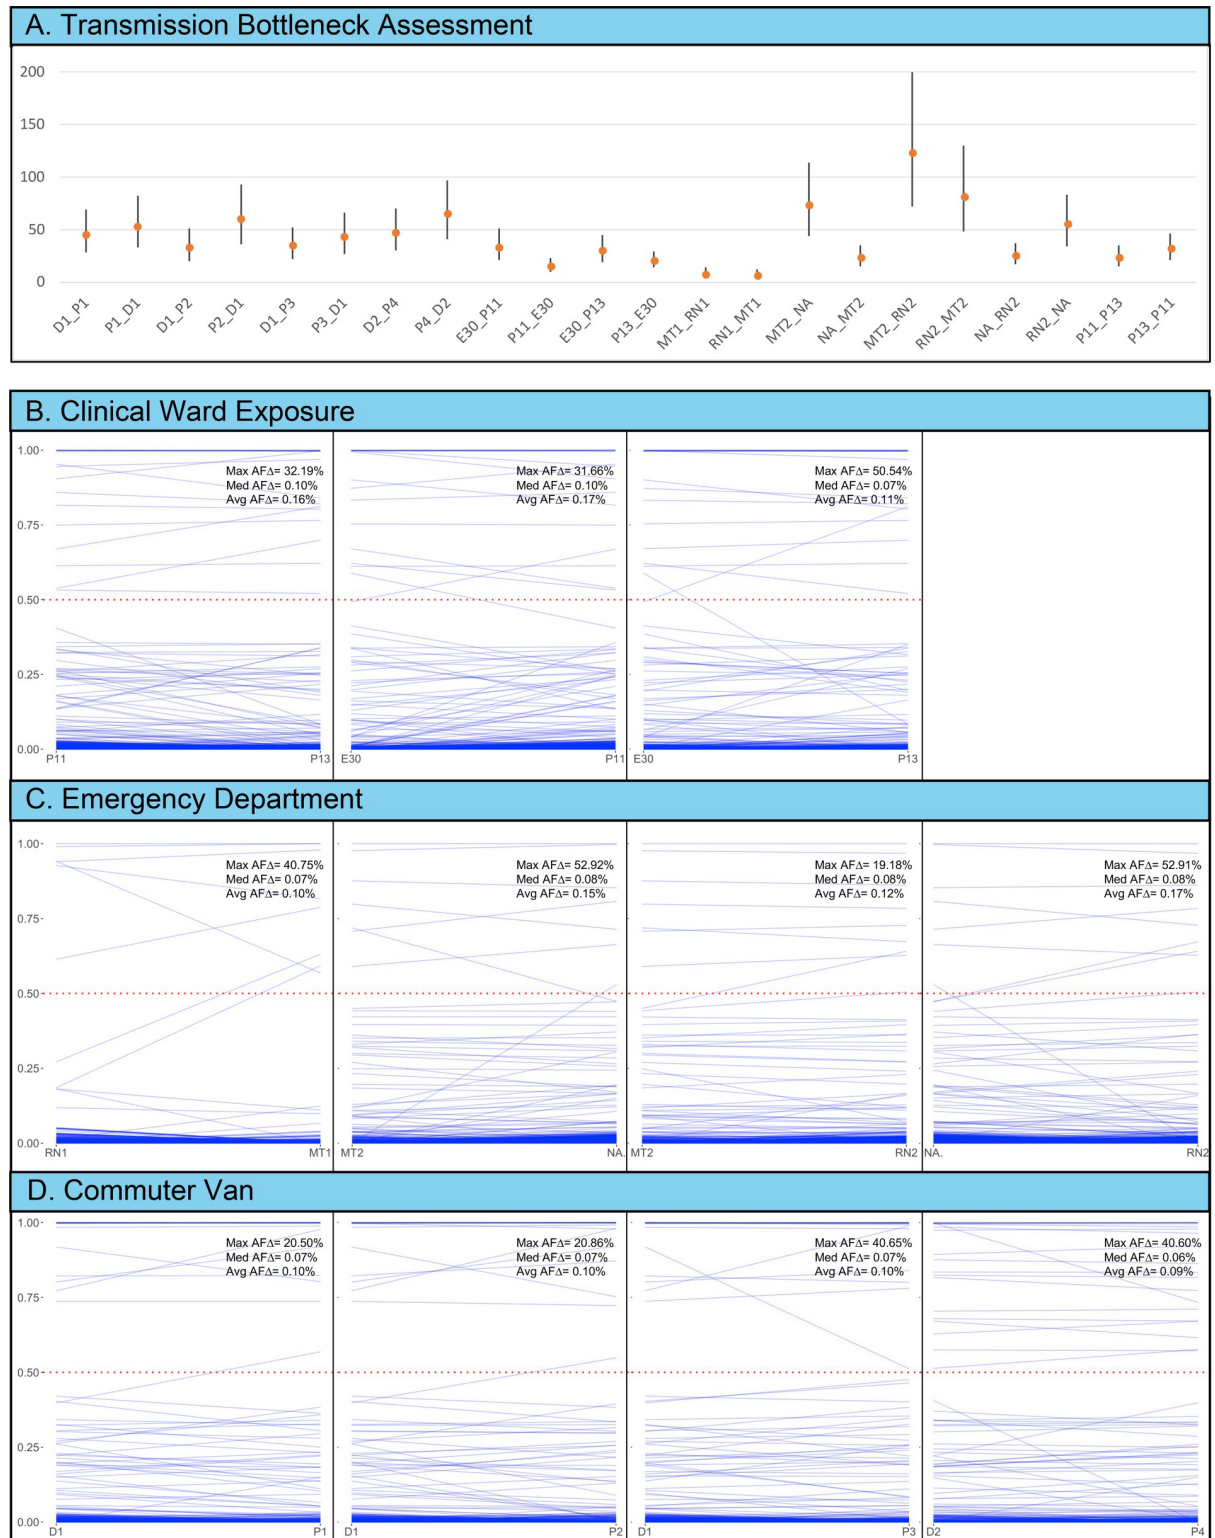 A. Transmission Bottleneck Assessment
200
150
100
50
0
D1_P1 P1_D1 D1_P2 P2_D1 D1_P3 P3_D1 D2_P4 P4_D2 E30_P11 P11_E30 E30_P13 P13_E30 MT1_RN1 RN1_MT1 MT2_NA NA_MT2 MT2_RN2 RN2_MT2 NA_RN2 RN2_NA P11_P13 P13_P11
B. Clinical Ward Exposure
1.00
0.75
0.50
0.25
0.00
Max AFΔ= 32.19%
Med AFΔ= 0.10%
Avg AFΔ= 0.16%
P11 P13
Max AFΔ= 31.66%
Med AFΔ= 0.10%
Avg AFΔ= 0.17%
E30 P11
Max AFΔ= 50.54%
Med AFΔ= 0.07%
Avg AFΔ= 0.11%
E30 P13
C. Emergency Department
1.00
0.75
0.50
0.25
0.00
Max AFΔ= 40.75%
Med AFΔ= 0.07%
Avg AFΔ= 0.10%
RN1 MT1
Max AFΔ= 52.92%
Med AFΔ= 0.08%
Avg AFΔ= 0.15%
MT2 NA.
Max AFΔ= 19.18%
Med AFΔ= 0.08%
Avg AFΔ= 0.12%
MT2 RN2
Max AFΔ= 52.91%
Med AFΔ= 0.08%
Avg AFΔ= 0.17%
NA. RN2
D. Commuter Van
1.00
0.75
0.50
0.25
0.00
Max AFΔ= 20.50%
Med AFΔ= 0.07%
Avg AFΔ= 0.10%
D1 P1
Max AFΔ= 20.86%
Med AFΔ= 0.07%
Avg AFΔ= 0.10%
D1 P2
Max AFΔ= 40.65%
Med AFΔ= 0.07%
Avg AFΔ= 0.10%
D1 P3
Max AFΔ= 40.60%
Med AFΔ= 0.06%
Avg AFΔ= 0.09%
D2 P4